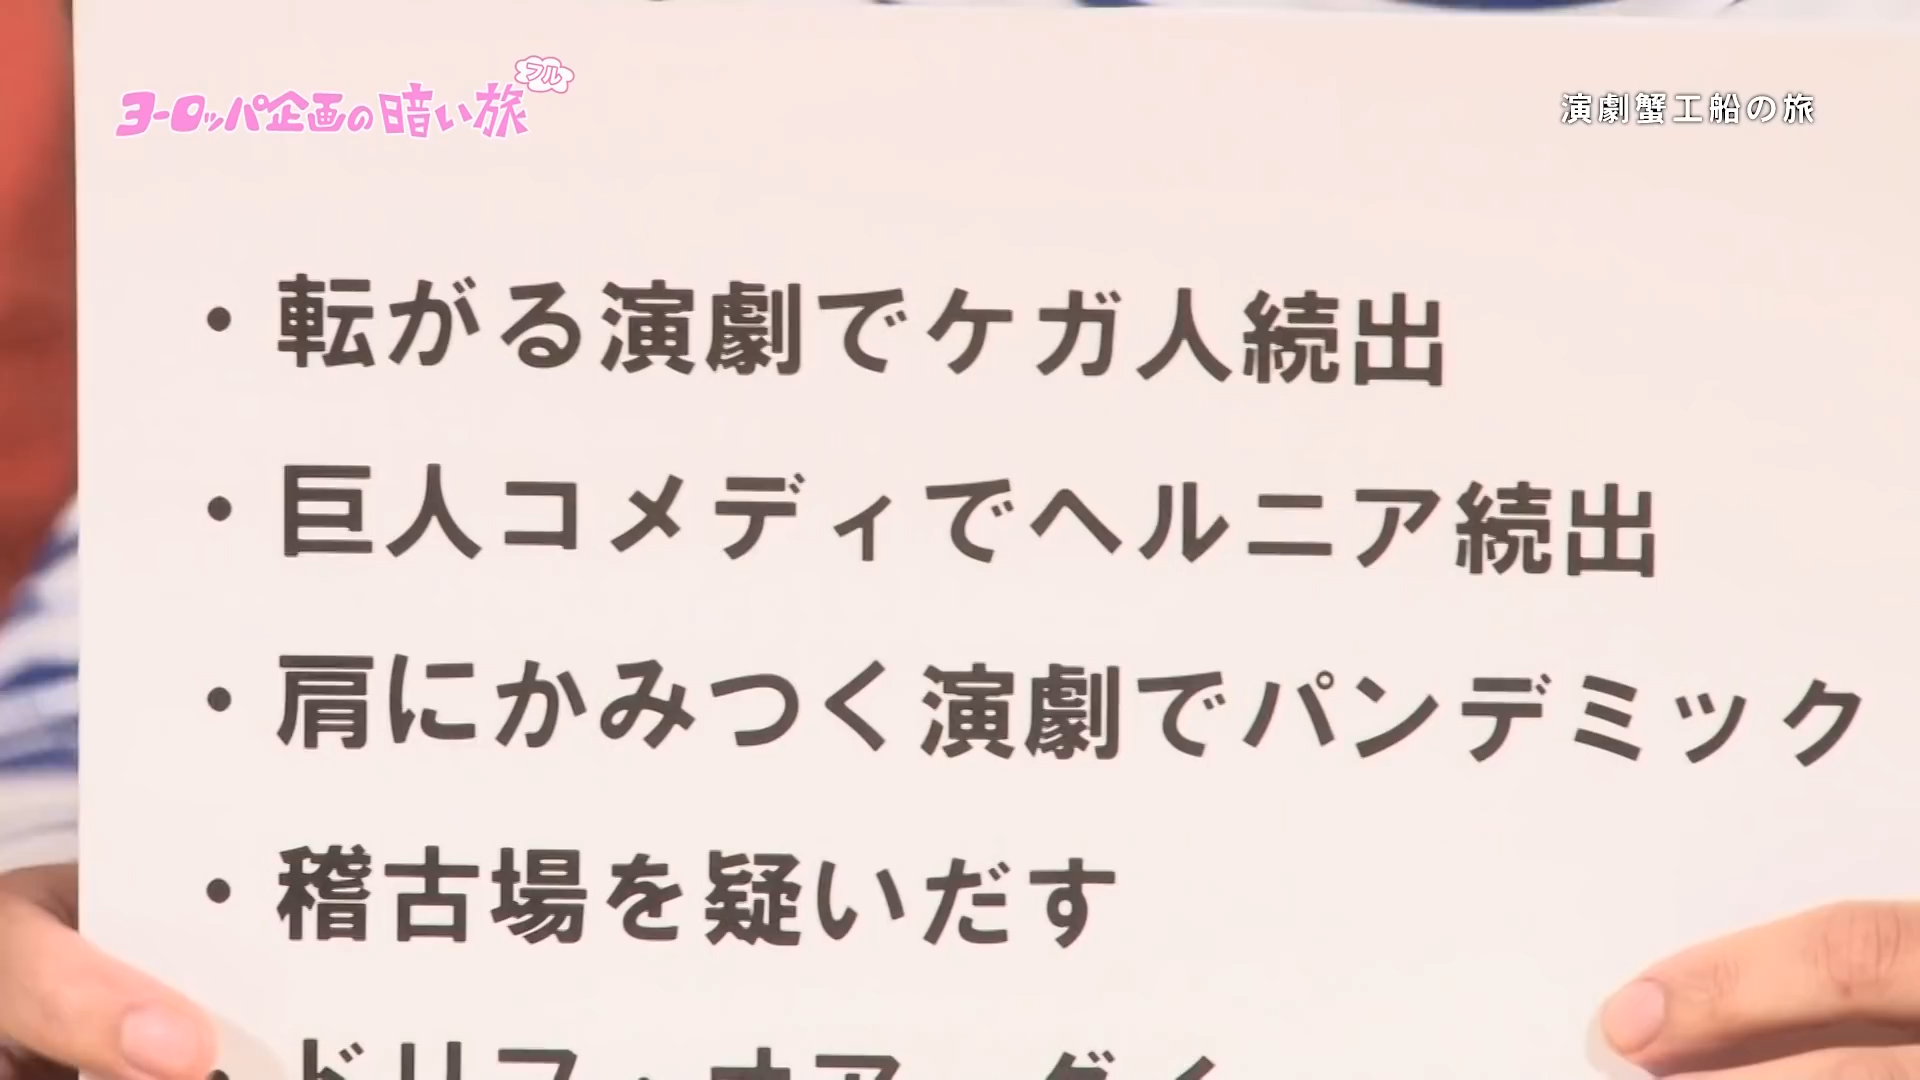 ヨーロッパ企画の暗い旅
フル
演劇蟹工船の旅
・転がる演劇でケガ人続出
・巨人コメディでヘルニア続出
・肩にかみつく演劇でパンデミック
・稽古場を疑いだす